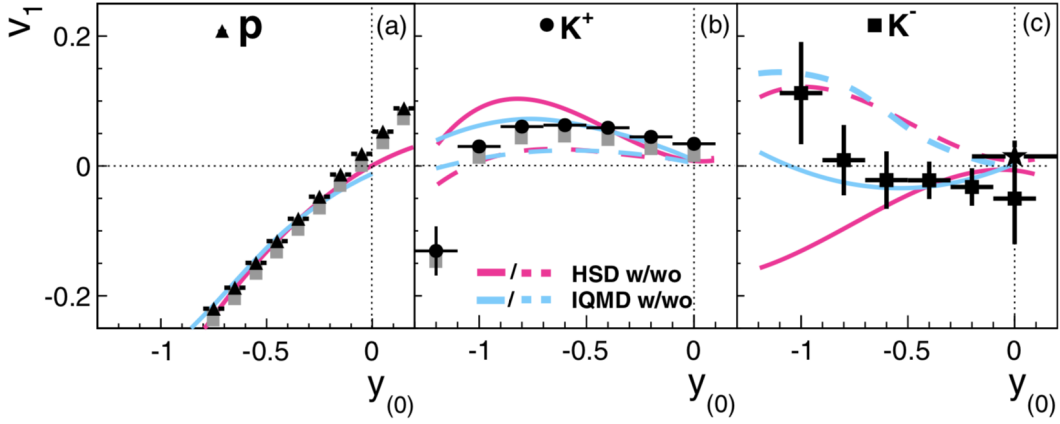 v₁
0.2
0
-0.2
▲ p
(a)
● K⁺
(b)
■ K⁻
(c)
/ HSD w/wo
/ IQMD w/wo
-1 -0.5 0
-1 -0.5 0
-1 -0.5 0
y₍₀₎
y₍₀₎
y₍₀₎